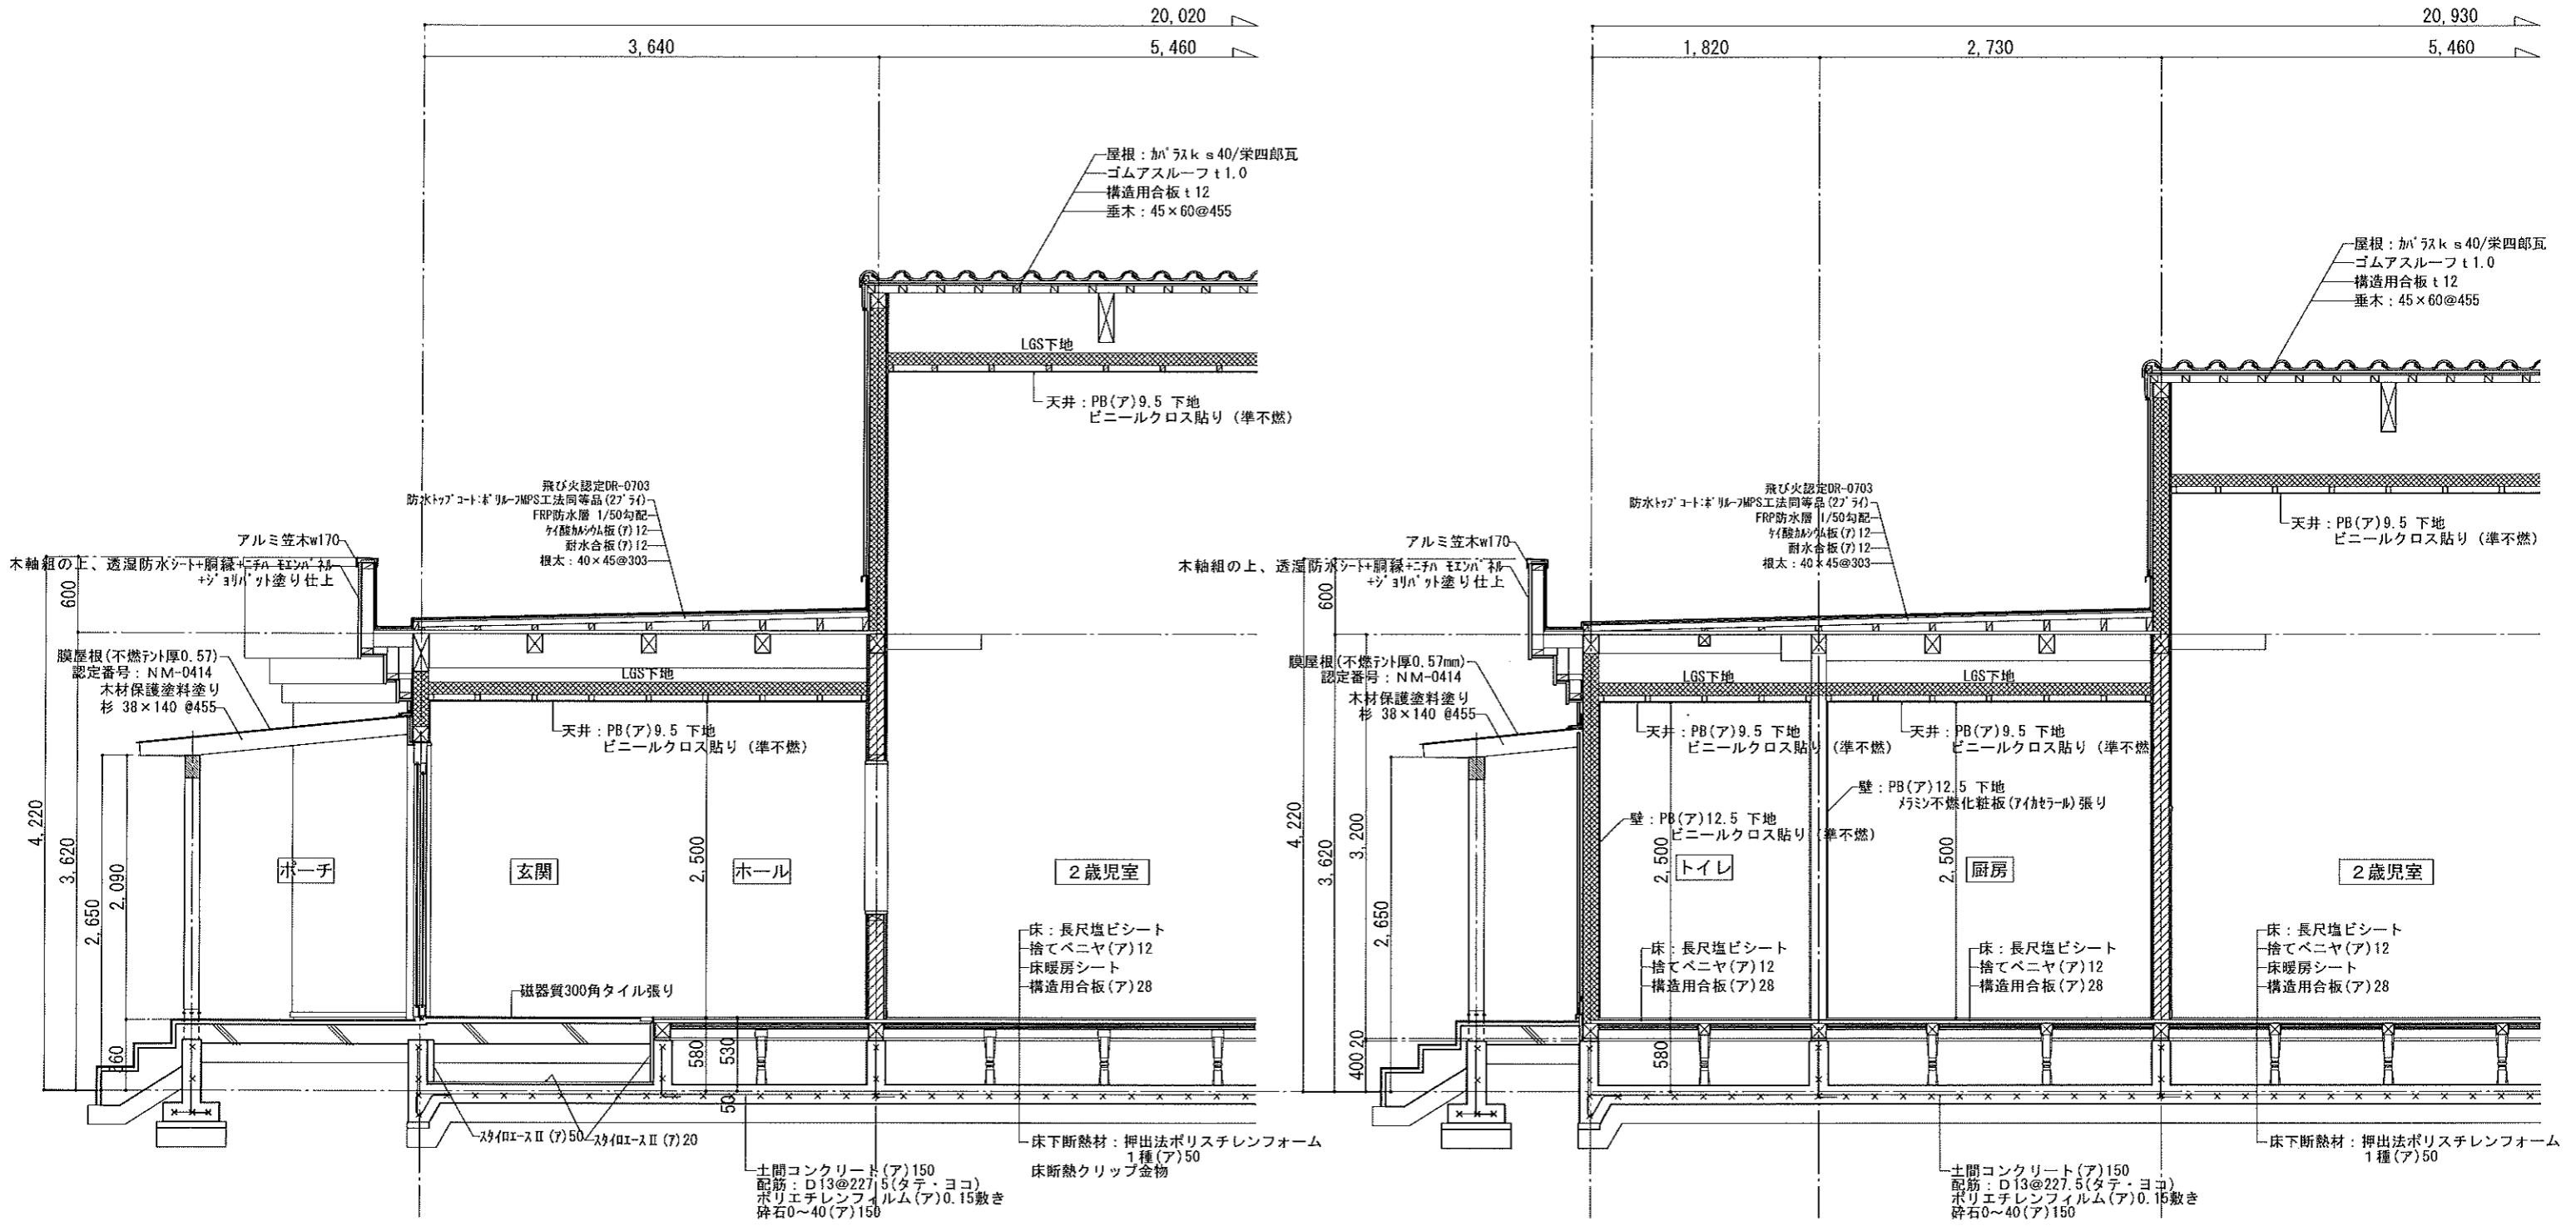 20,020
3,640
5,460
屋根：ｶﾊﾟﾗｽｋｓ40/栄四郎瓦
ゴムアスルーフｔ1.0
構造用合板ｔ12
垂木：45×60@455
LGS下地
天井：PB(ア)9.5 下地
ビニールクロス貼り（準不燃）
飛び火認定DR-0703
防水ﾄｯﾌﾟｺｰﾄ:ﾎﾟﾘﾙｰﾌMPS工法同等品(2ﾌﾟﾗｲ)
FRP防水層 1/50勾配
ｹｲ酸ｶﾙｼｳﾑ板(ｱ)12
耐水合板(ｱ)12
根太：40×45@303
アルミ笠木w170
木軸組の上、透湿防水ｼｰﾄ+胴縁+ﾆﾁﾊ ﾓｴﾝﾊﾟﾈﾙ
+ｼﾞｮﾘﾊﾟｯﾄ塗り仕上
膜屋根(不燃ﾃﾝﾄ厚0.57)
認定番号：ＮＭ-0414
木材保護塗料塗り
杉 38×140 @455
LGS下地
天井：PB(ア)9.5 下地
ビニールクロス貼り（準不燃）
600
4,220
3,620
2,650
2,090
2,500
ポーチ
玄関
ホール
２歳児室
床：長尺塩ビシート
捨てベニヤ(ア)12
床暖房シート
構造用合板(ア)28
磁器質300角タイル張り
580
530
50
ｽﾀｲﾛｴｰｽⅡ(ｱ)50
ｽﾀｲﾛｴｰｽⅡ(ｱ)20
床下断熱材：押出法ポリスチレンフォーム
１種(ア)50
床断熱クリップ金物
土間コンクリート(ア)150
配筋：Ｄ13@227.5(タテ・ヨコ)
ポリエチレンフィルム(ア)0.15敷き
砕石0～40(ア)150
20,930
1,820
2,730
5,460
屋根：ｶﾊﾟﾗｽｋｓ40/栄四郎瓦
ゴムアスルーフｔ1.0
構造用合板ｔ12
垂木：45×60@455
天井：PB(ア)9.5 下地
ビニールクロス貼り（準不燃）
飛び火認定DR-0703
防水ﾄｯﾌﾟｺｰﾄ:ﾎﾟﾘﾙｰﾌMPS工法同等品(2ﾌﾟﾗｲ)
FRP防水層 1/50勾配
ｹｲ酸ｶﾙｼｳﾑ板(ｱ)12
耐水合板(ｱ)12
根太：40×45@303
アルミ笠木w170
木軸組の上、透湿防水ｼｰﾄ+胴縁+ﾆﾁﾊ ﾓｴﾝﾊﾟﾈﾙ
+ｼﾞｮﾘﾊﾟｯﾄ塗り仕上
膜屋根(不燃ﾃﾝﾄ厚0.57mm)
認定番号：ＮＭ-0414
木材保護塗料塗り
杉 38×140 @455
LGS下地
LGS下地
天井：PB(ア)9.5 下地
ビニールクロス貼り（準不燃）
天井：PB(ア)9.5 下地
ビニールクロス貼り（準不燃
壁：PB(ア)12.5 下地
ﾒﾗﾐﾝ不燃化粧板(ｱｲｶｾﾗｰﾙ)張り
壁：PB(ア)12.5 下地
ビニールクロス貼り（準不燃）
600
4,220
3,620
3,200
2,650
2,500
2,500
トイレ
厨房
２歳児室
床：長尺塩ビシート
捨てベニヤ(ア)12
構造用合板(ア)28
床：長尺塩ビシート
捨てベニヤ(ア)12
構造用合板(ア)28
床：長尺塩ビシート
捨てベニヤ(ア)12
床暖房シート
構造用合板(ア)28
20
400
580
床下断熱材：押出法ポリスチレンフォーム
１種(ア)50
土間コンクリート(ア)150
配筋：Ｄ13@227.5(タテ・ヨコ)
ポリエチレンフィルム(ア)0.15敷き
砕石0～40(ア)150